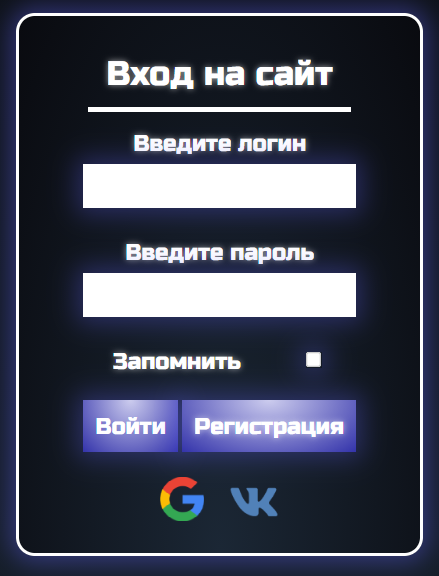 Вход на сайт
Введите логин
Введите пароль
Запомнить
Войти Регистрация